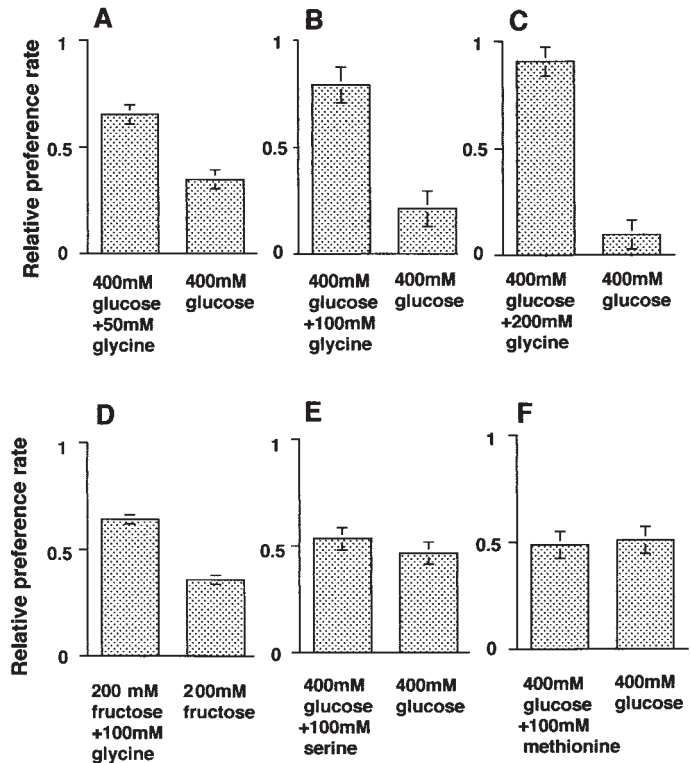 A
B
C
Relative preference rate
1
0.5
0
1
0.5
0
1
0.5
0
400mM
glucose
+50mM
glycine
400mM
glucose
400mM
glucose
+100mM
glycine
400mM
glucose
400mM
glucose
+200mM
glycine
400mM
glucose
D
E
F
Relative preference rate
1
0.5
0
1
0.5
0
1
0.5
0
200 mM
fructose
+100mM
glycine
200mM
fructose
400mM
glucose
+100mM
serine
400mM
glucose
400mM
glucose
+100mM
methionine
400mM
glucose